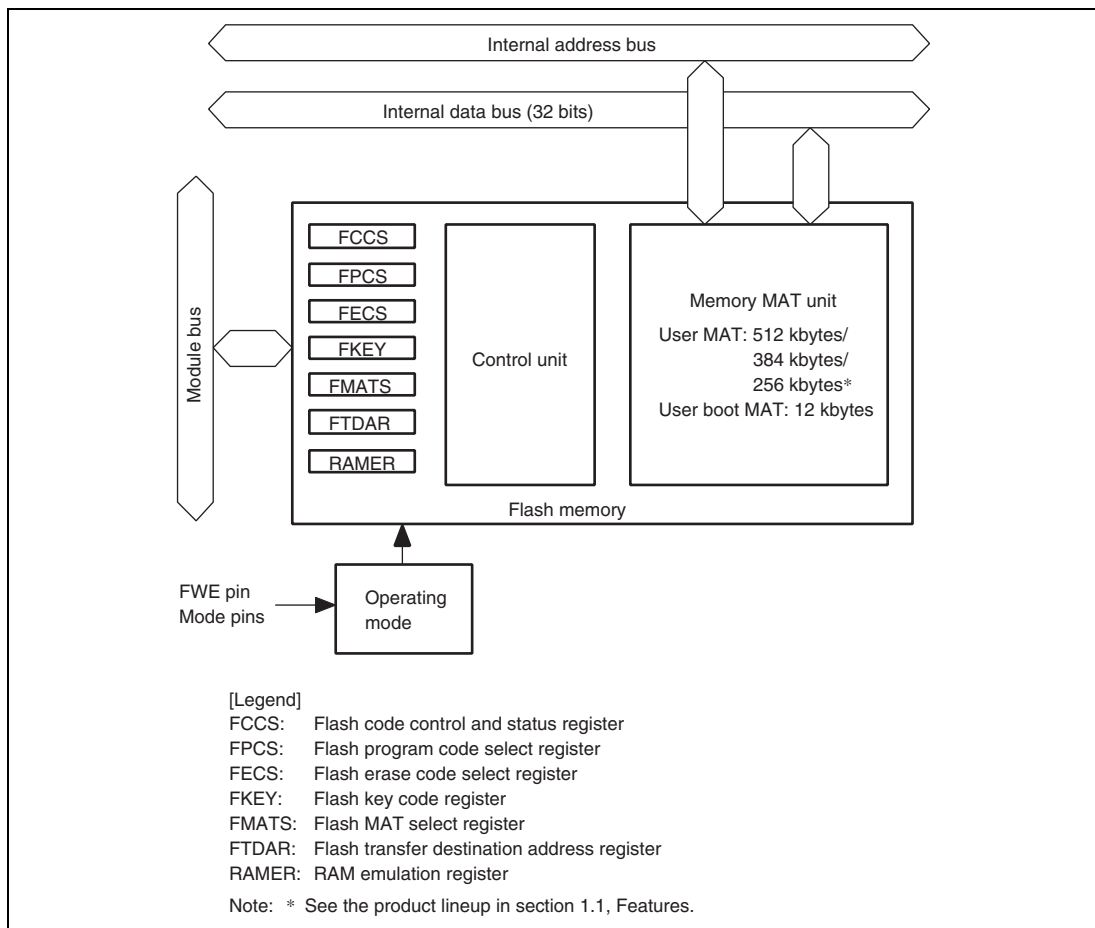 Internal address bus
Internal data bus (32 bits)
Module bus
FCCS
FPCS
FECS
FKEY
FMATS
FTDAR
RAMER
Control unit
Memory MAT unit
User MAT: 512 kbytes/
384 kbytes/
256 kbytes*
User boot MAT: 12 kbytes
Flash memory
FWE pin
Mode pins
Operating
mode
[Legend]
FCCS: Flash code control and status register
FPCS: Flash program code select register
FECS: Flash erase code select register
FKEY: Flash key code register
FMATS: Flash MAT select register
FTDAR: Flash transfer destination address register
RAMER: RAM emulation register
Note: * See the product lineup in section 1.1, Features.